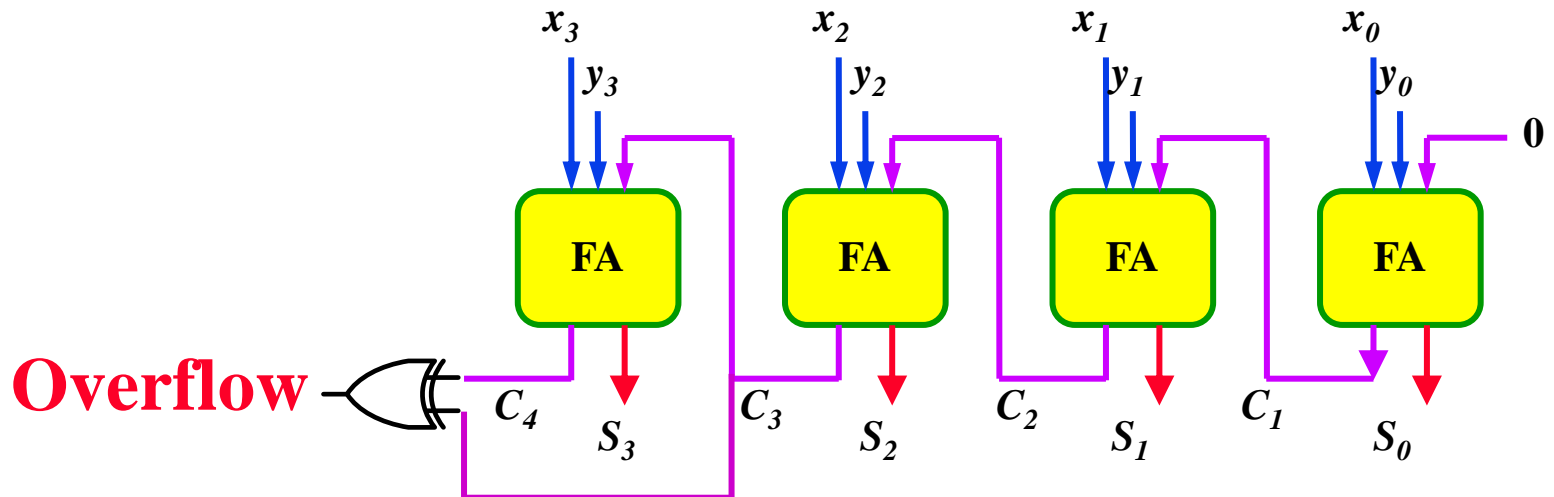 x₃ x₂ x₁ x₀
y₃ y₂ y₁ y₀
0
FA FA FA FA
Overflow
C₄ C₃ C₂ C₁
S₃ S₂ S₁ S₀